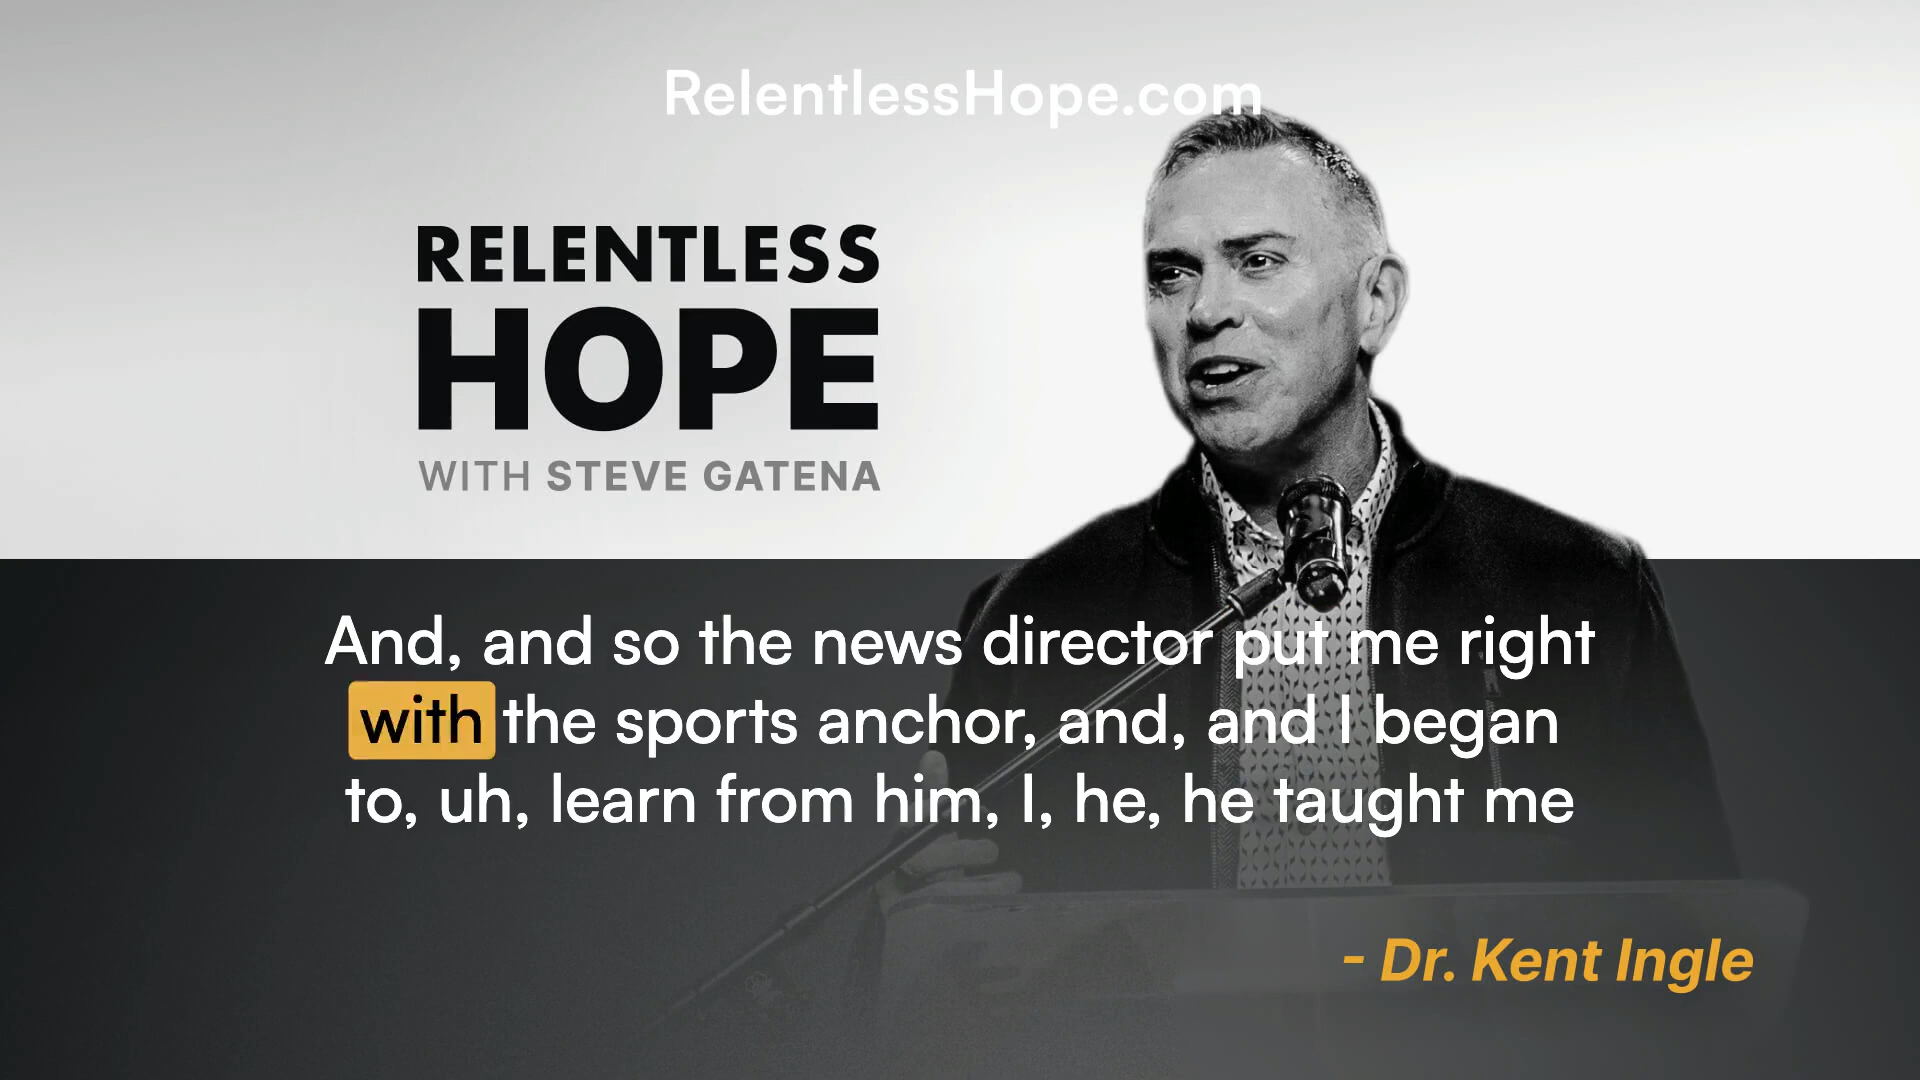 RelentlessHope.com
RELENTLESS
HOPE
WITH STEVE GATENA
And, and so the news director put me right
with the sports anchor, and, and I began
to, uh, learn from him, I, he, he taught me
- Dr. Kent Ingle